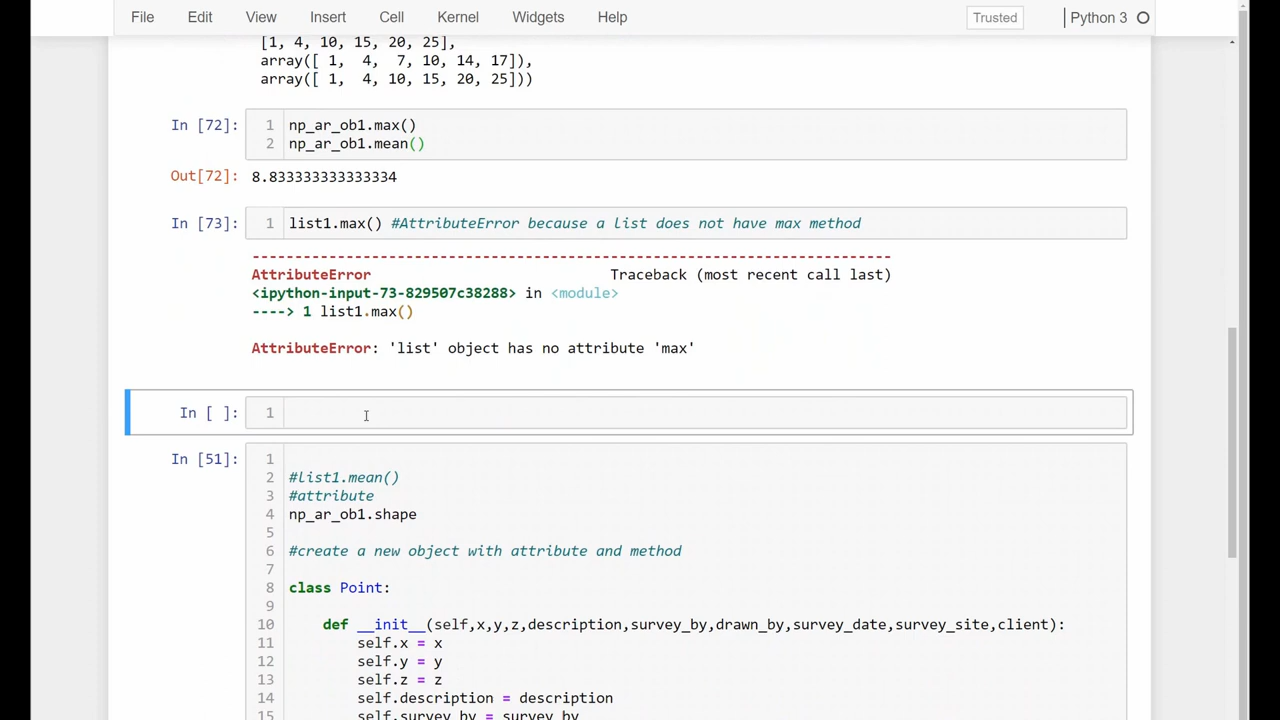 File Edit View Insert Cell Kernel Widgets Help Trusted Python 3
[1, 4, 10, 15, 20, 25],
array([ 1,  4,  7, 10, 14, 17]),
array([ 1,  4, 10, 15, 20, 25]))
In [72]: 1 np_ar_ob1.max()
2 np_ar_ob1.mean()
Out[72]: 8.833333333333334
In [73]: 1 list1.max() #AttributeError because a list does not have max method
---------------------------------------------------------------------------
AttributeError                            Traceback (most recent call last)
<ipython-input-73-829507c38288> in <module>
----> 1 list1.max()
AttributeError: 'list' object has no attribute 'max'
In [ ]: 1
In [51]: 1
2 #list1.mean()
3 #attribute
4 np_ar_ob1.shape
5
6 #create a new object with attribute and method
7
8 class Point:
9
10     def __init__(self,x,y,z,description,survey_by,drawn_by,survey_date,survey_site,client):
11         self.x = x
12         self.y = y
13         self.z = z
14         self.description = description
15         self.survey_by = survey_by